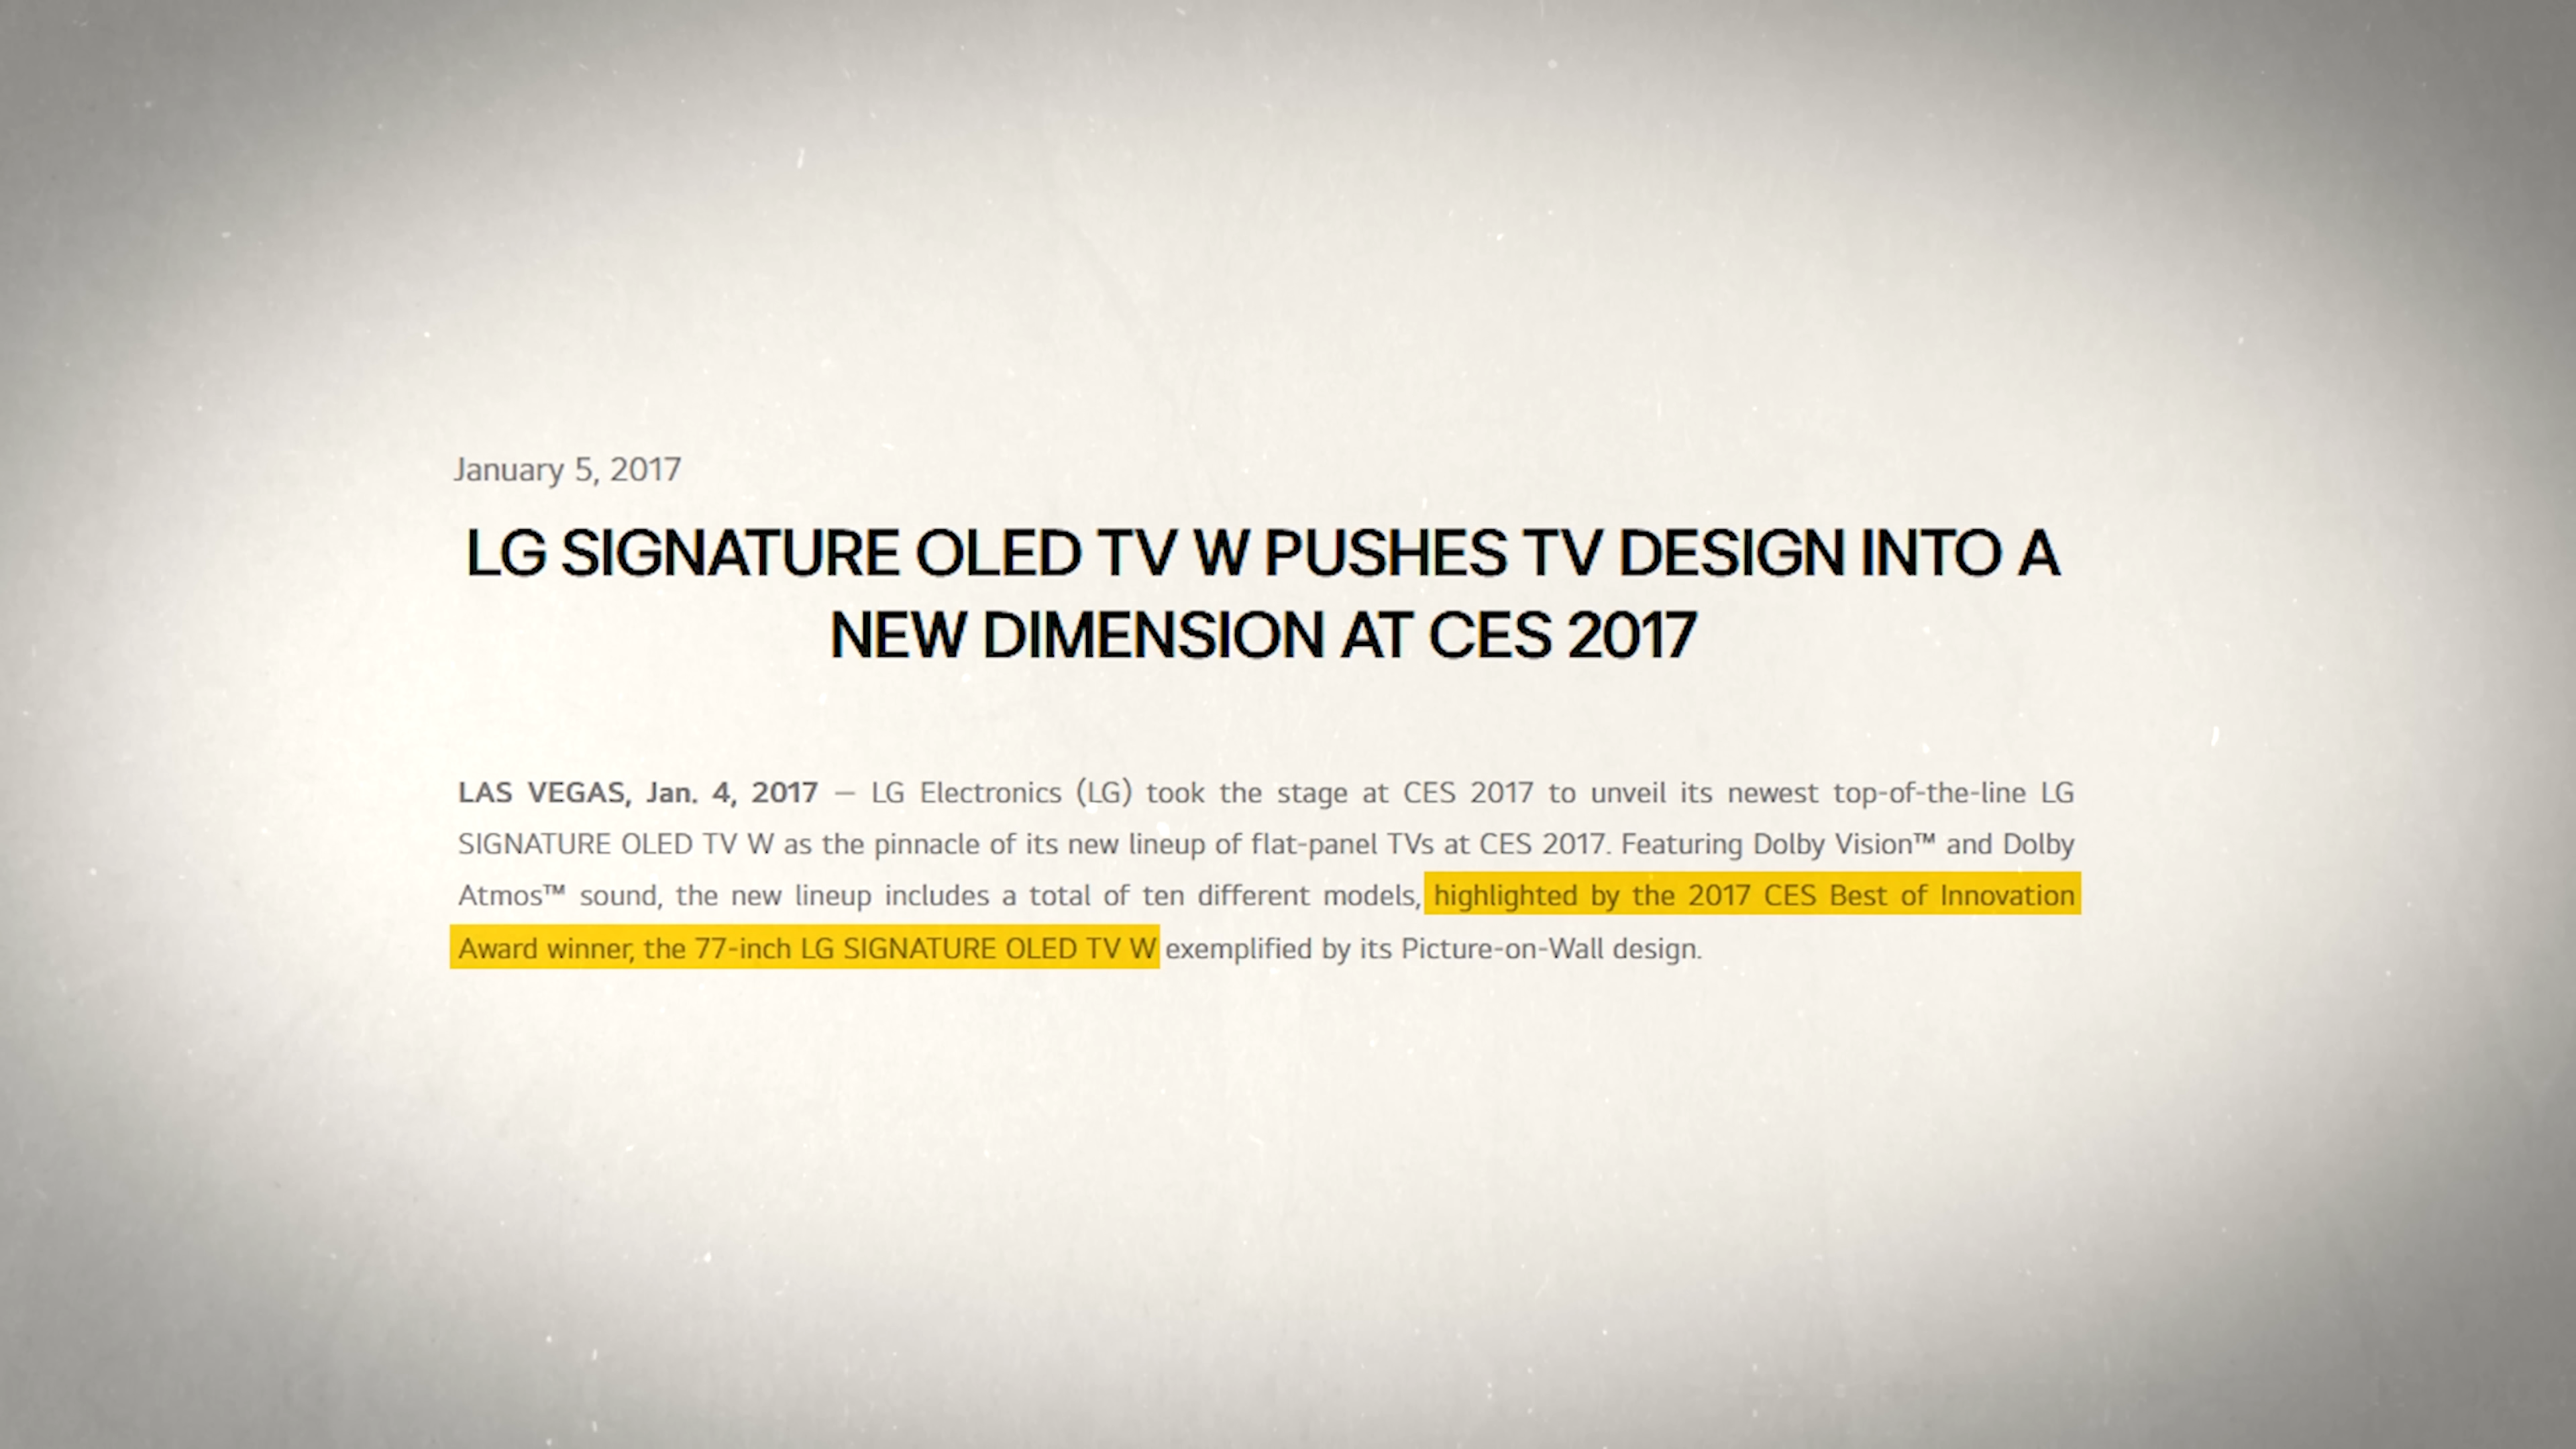 January 5, 2017
LG SIGNATURE OLED TV W PUSHES TV DESIGN INTO A
NEW DIMENSION AT CES 2017
LAS VEGAS, Jan. 4, 2017 — LG Electronics (LG) took the stage at CES 2017 to unveil its newest top-of-the-line LG
SIGNATURE OLED TV W as the pinnacle of its new lineup of flat-panel TVs at CES 2017. Featuring Dolby Vision™ and Dolby
Atmos™ sound, the new lineup includes a total of ten different models, highlighted by the 2017 CES Best of Innovation
Award winner, the 77-inch LG SIGNATURE OLED TV W exemplified by its Picture-on-Wall design.